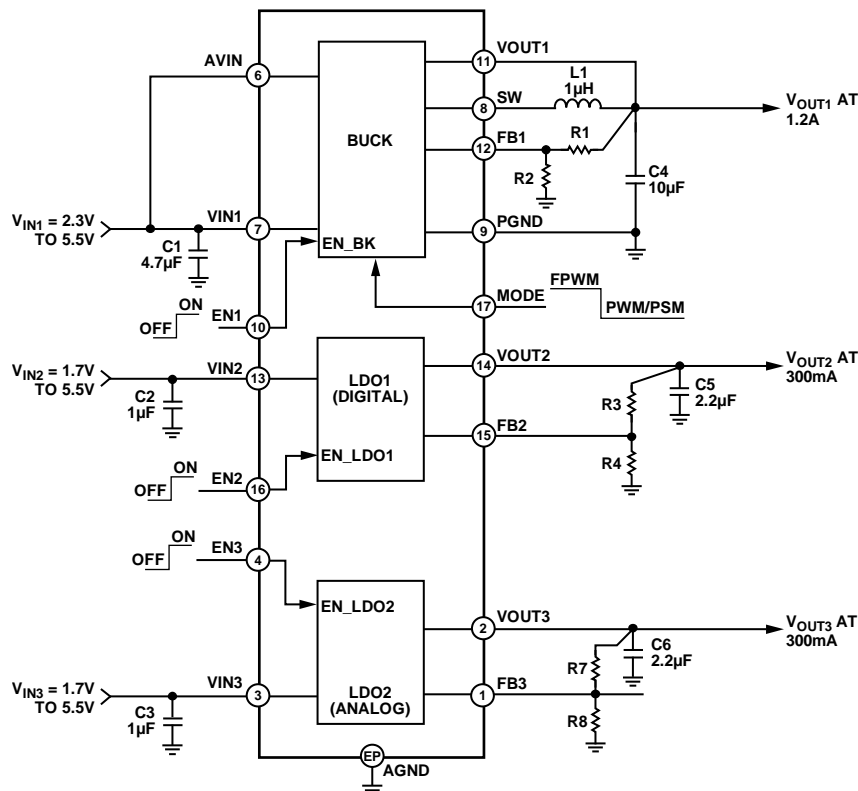 VOUT1
AVIN
6
11
L1
1µH
SW
8
VOUT1 AT
1.2A
BUCK
FB1
12
R1
R2
C4
10µF
VIN1 = 2.3V
TO 5.5V
VIN1
7
C1
4.7µF
EN_BK
PGND
9
MODE
17
FPWM
PWM/PSM
OFF
ON
EN1
10
VIN2 = 1.7V
TO 5.5V
VIN2
13
C2
1µF
LDO1
(DIGITAL)
EN_LDO1
VOUT2
14
VOUT2 AT
300mA
C5
2.2µF
R3
FB2
15
R4
OFF
ON
EN2
16
OFF
ON
EN3
4
EN_LDO2
VOUT3
2
VOUT3 AT
300mA
C6
2.2µF
R7
VIN3 = 1.7V
TO 5.5V
VIN3
3
C3
1µF
LDO2
(ANALOG)
FB3
1
R8
EP
AGND